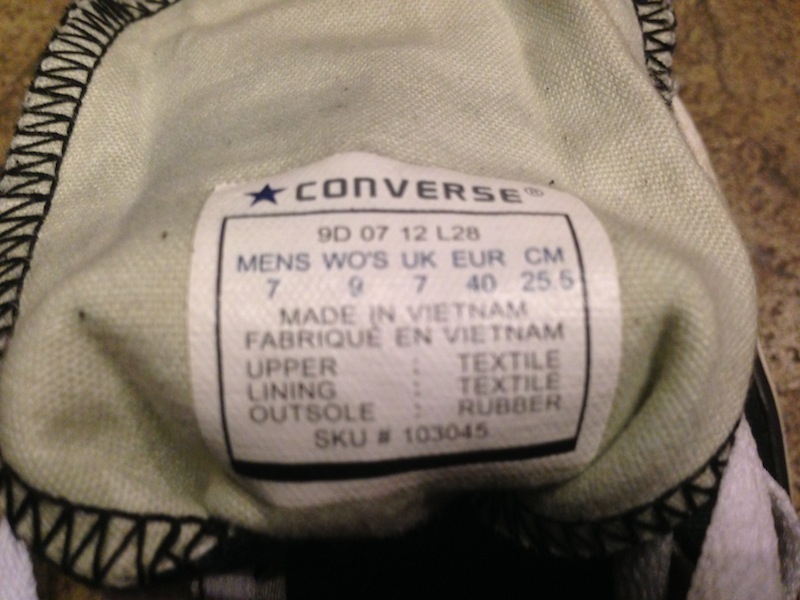 CONVERSE®
9D 07 12 L28
MENS WO'S UK EUR CM
7 9 7 40 25.5
MADE IN VIETNAM
FABRIQUÉ EN VIETNAM
UPPER : TEXTILE
LINING : TEXTILE
OUTSOLE : RUBBER
SKU # 103045